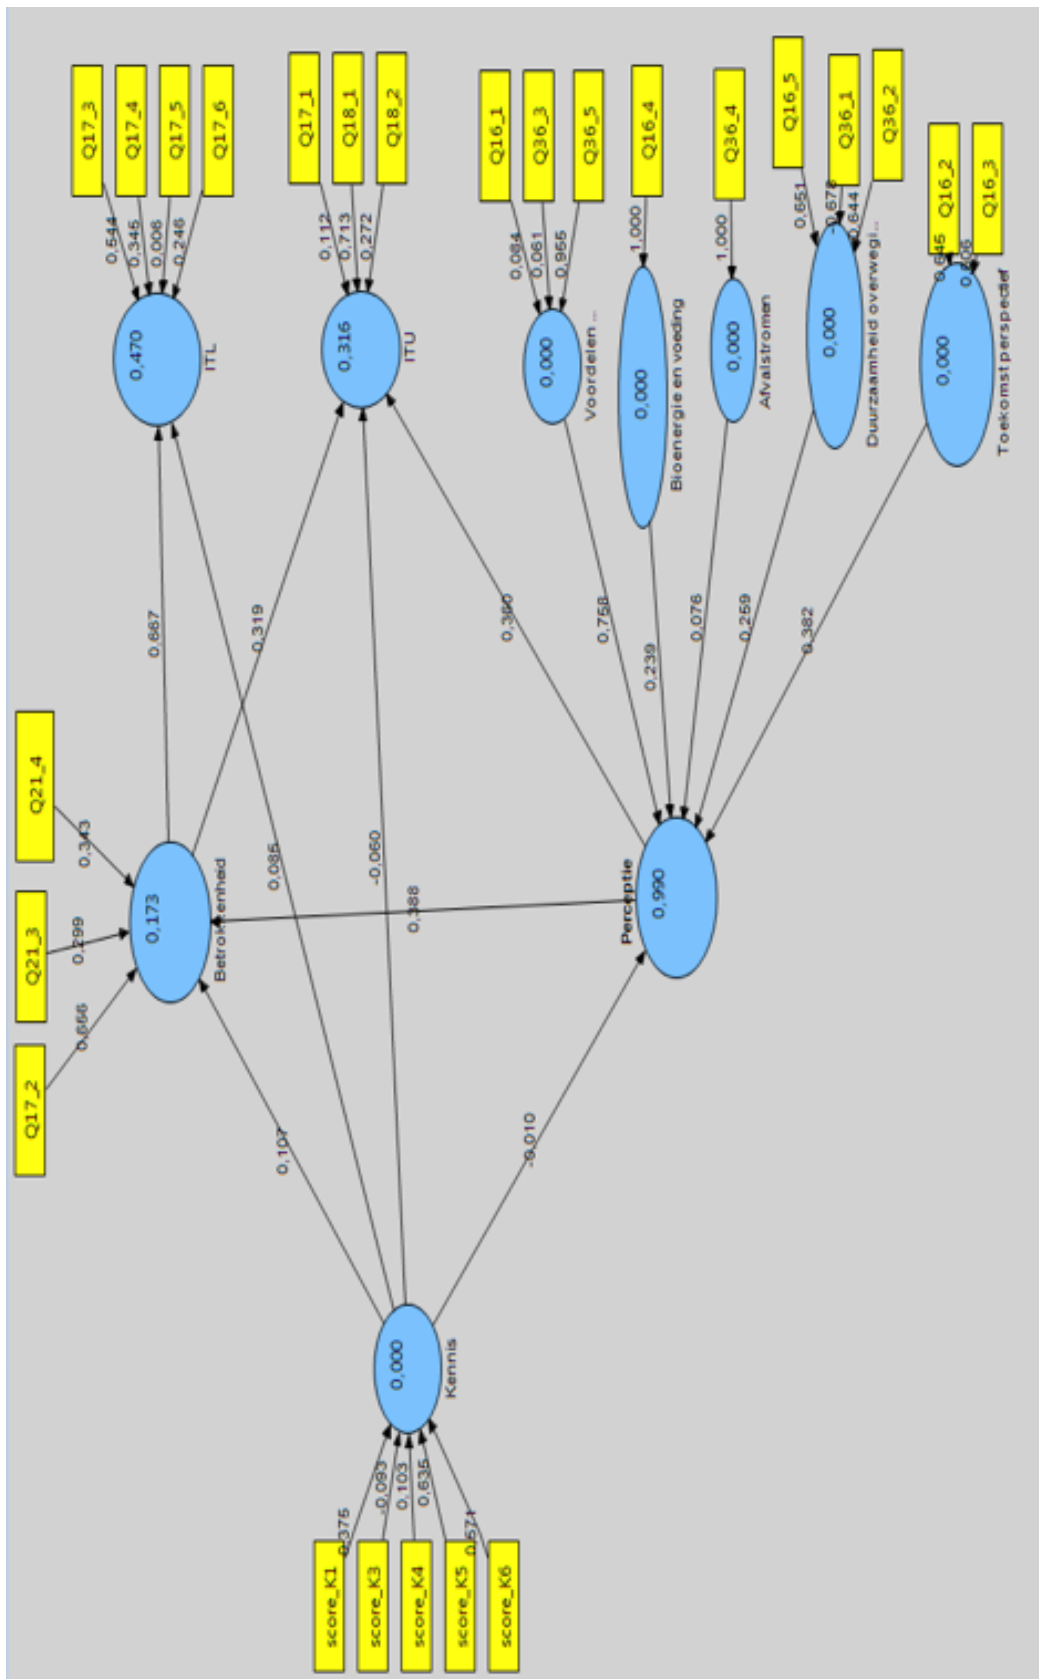 Q17_3
Q17_4
Q17_5
Q17_6
0,544
0,345
0,006
0,246
0,470
ITL
Q17_1
Q18_1
Q18_2
0,112
0,713
0,272
0,316
ITU
Q16_1
Q36_3
Q36_5
0,084
0,061
0,955
0,000
Voordelen ...
Q16_4
1,000
0,000
Bioenergie en voeding
Q36_4
1,000
0,000
Afvalstromen
Q16_5
Q36_1
Q36_2
0,651
0,644
0,000
Duurzaamheid overwegi...
Q16_2
Q16_3
0,000
Toekomst perspectief
0,687
0,319
0,085
-0,060
0,360
0,758
0,239
0,076
0,259
0,382
Q21_4
Q21_3
Q17_2
0,343
0,299
0,666
0,173
Betrokkenheid
0,388
Perceptie
0,990
0,107
-0,010
0,000
Kennis
0,375
-0,093
0,103
0,635
0,571
score_K1
score_K3
score_K4
score_K5
score_K6